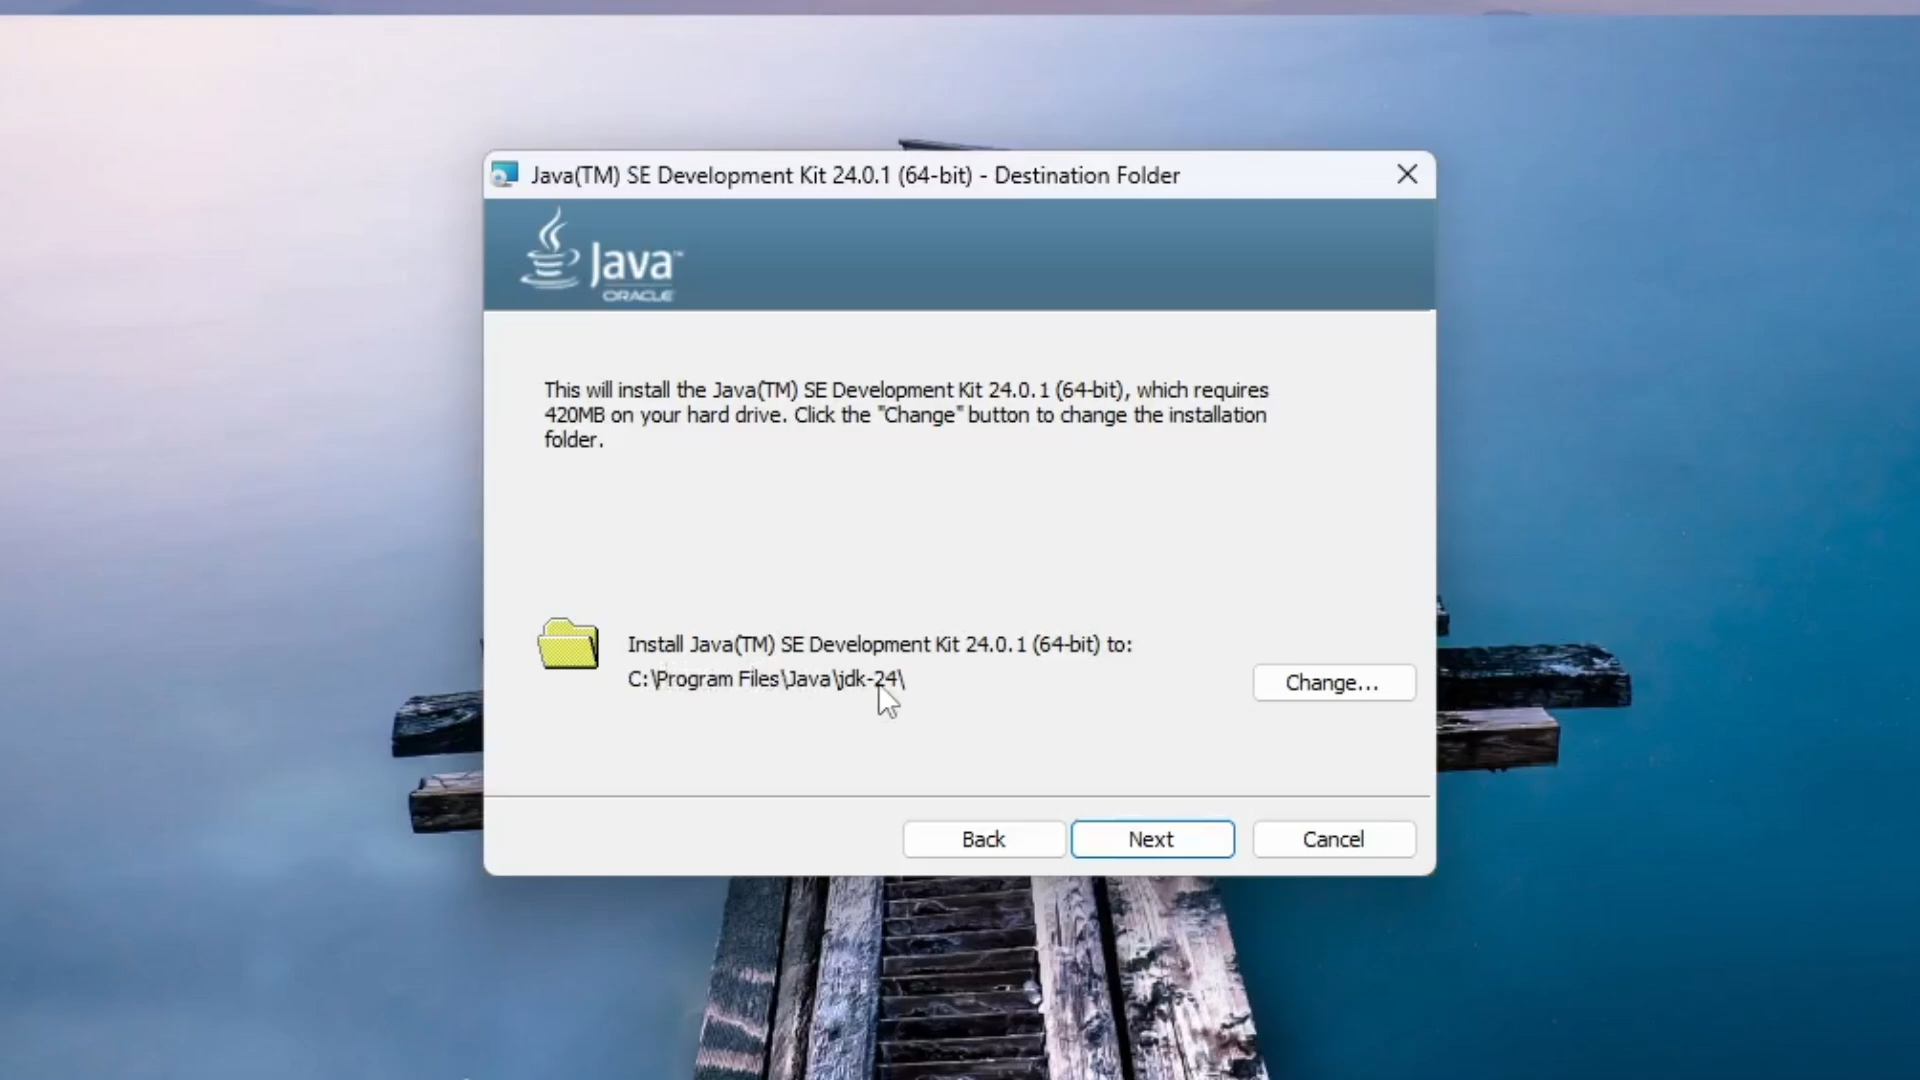 Java(TM) SE Development Kit 24.0.1 (64-bit) - Destination Folder
Java™
ORACLE
This will install the Java(TM) SE Development Kit 24.0.1 (64-bit), which requires
420MB on your hard drive. Click the "Change" button to change the installation
folder.
Install Java(TM) SE Development Kit 24.0.1 (64-bit) to:
C:\Program Files\Java\jdk-24\
Change...
Back
Next
Cancel